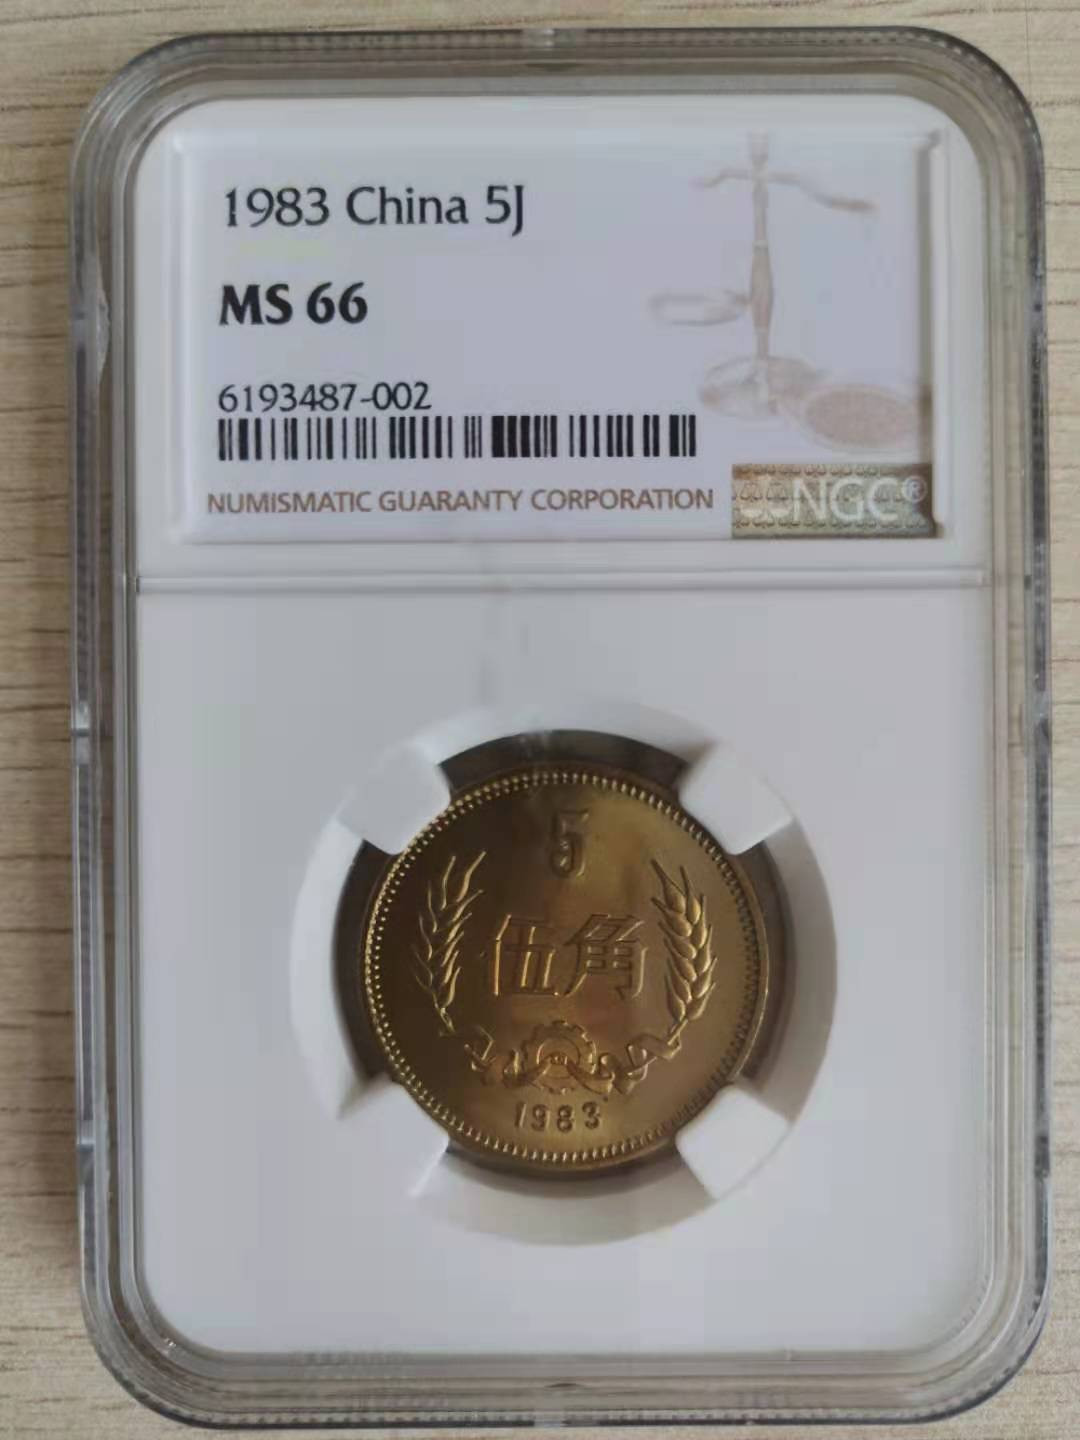 1983 China 5J
MS 66
6193487-002
NUMISMATIC GUARANTY CORPORATION
NGC®
5
伍角
1983